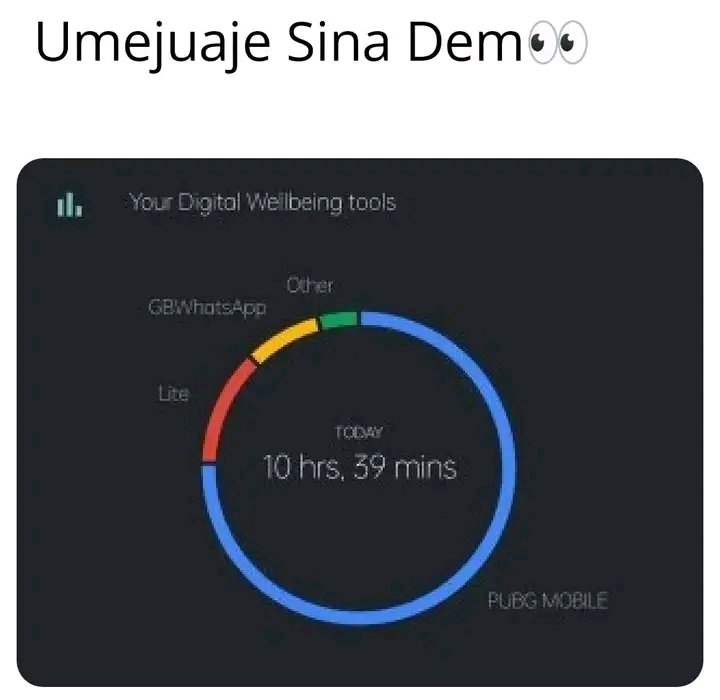 Umejuaje Sina Dem👀
Your Digital Wellbeing tools
Other
GBWhatsApp
Lite
TODAY
10 hrs, 39 mins
PUBG MOBILE